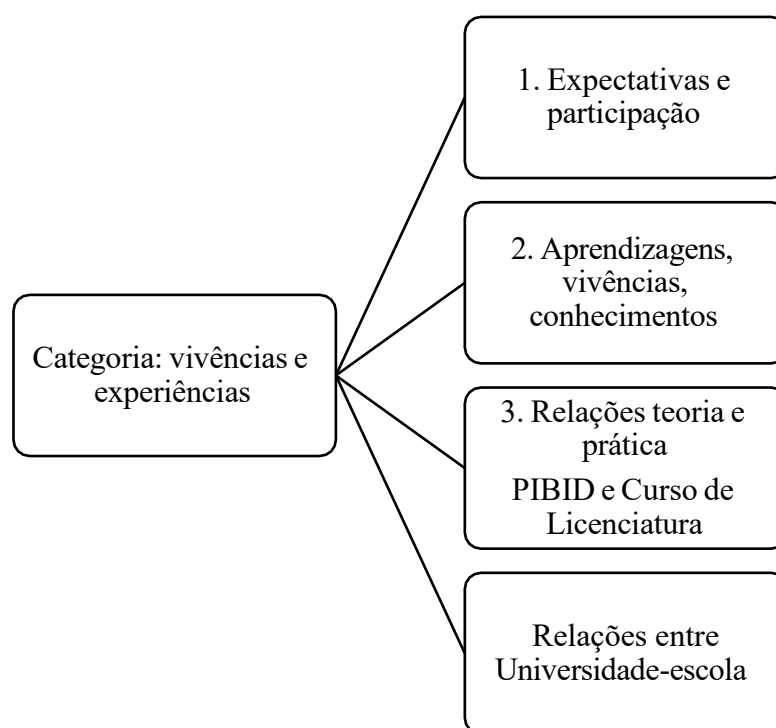 Categoria: vivências e
experiências
1. Expectativas e
participação
2. Aprendizagens,
vivências,
conhecimentos
3. Relações teoria e
prática
PIBID e Curso de
Licenciatura
Relações entre
Universidade-escola